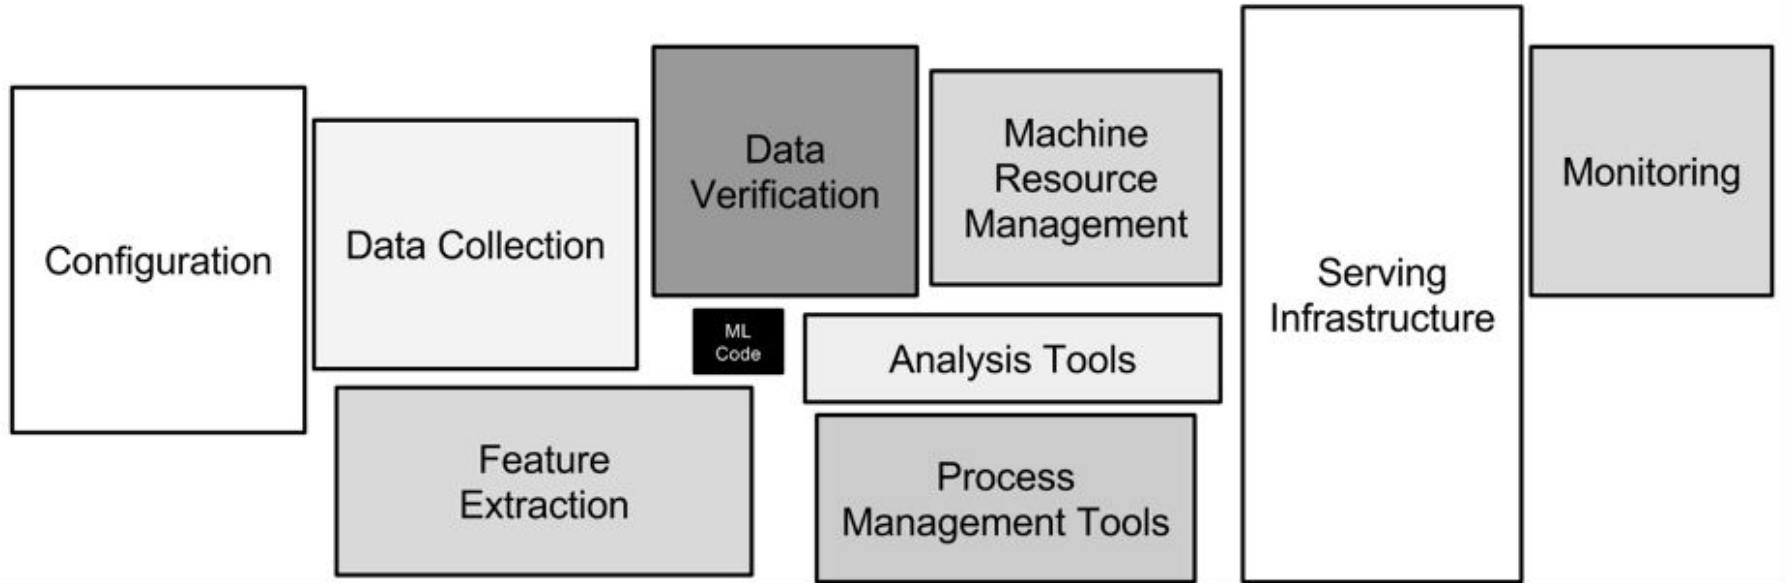 Configuration
Data Collection
Data
Verification
Machine
Resource
Management
Monitoring
Serving
Infrastructure
ML
Code
Analysis Tools
Feature
Extraction
Process
Management Tools